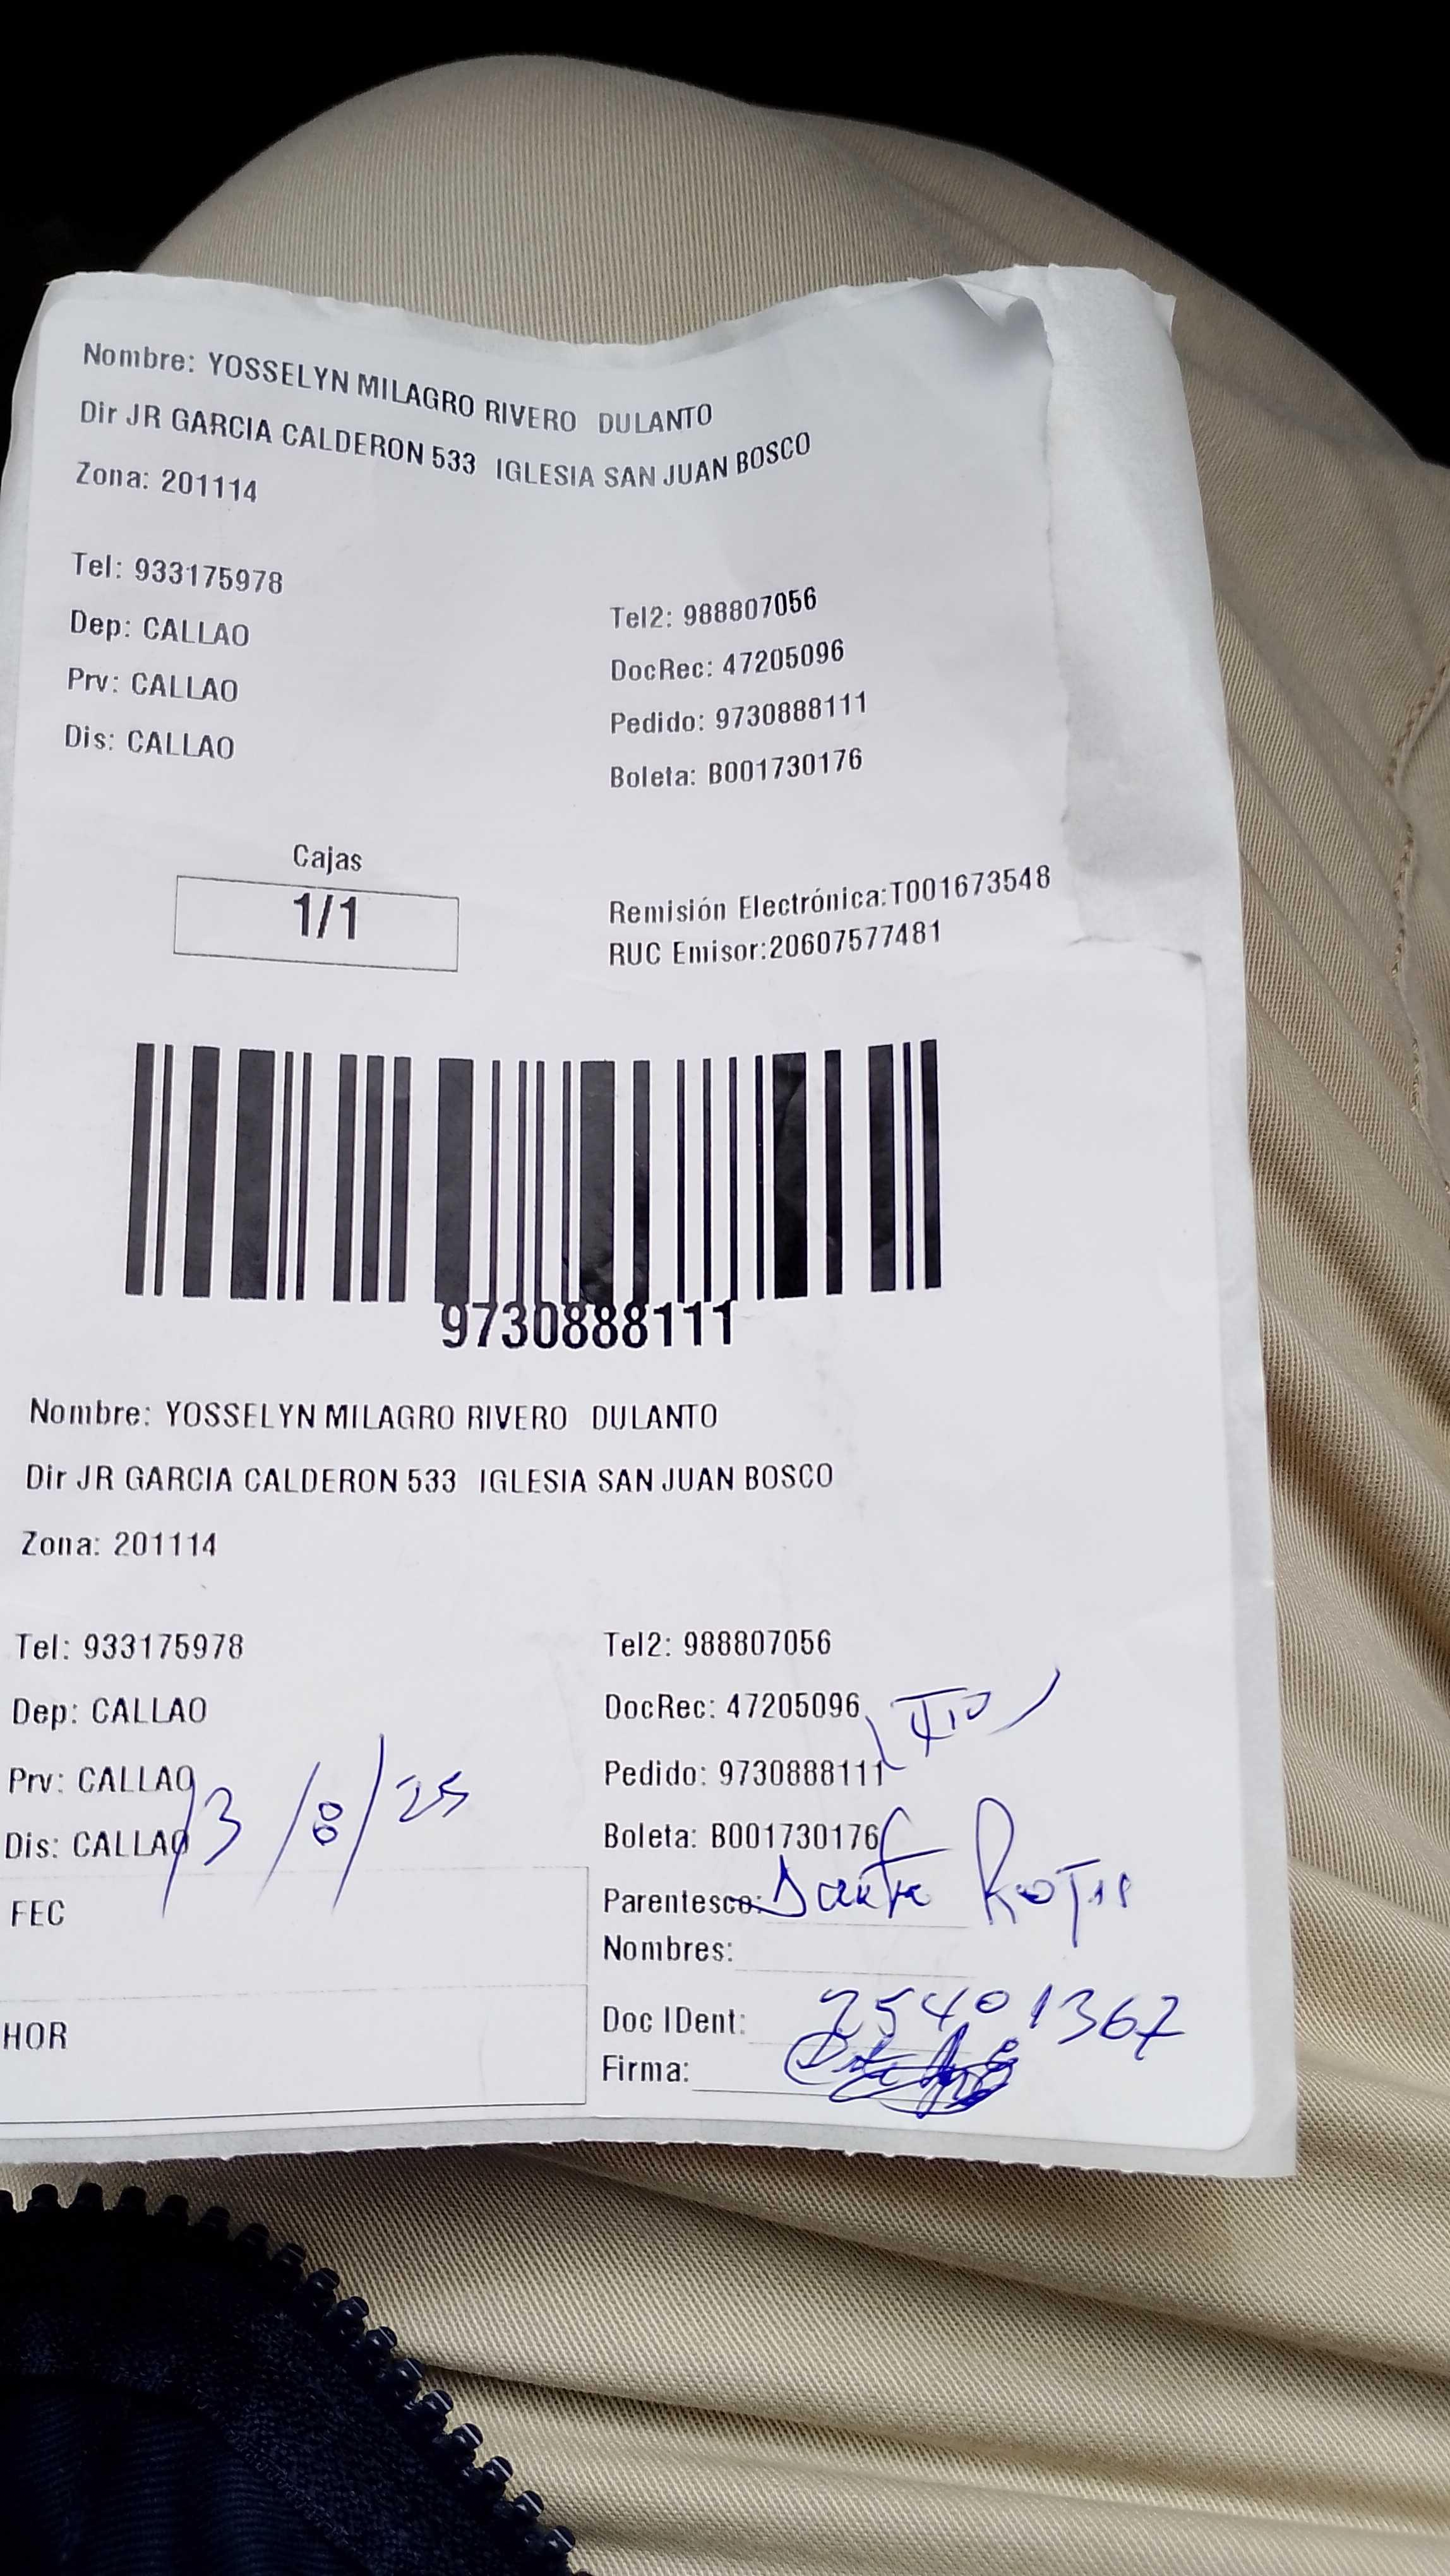 Nombre: YOSSELYN MILAGRO RIVERO DULANTO
Dir JR GARCIA CALDERON 533 IGLESIA SAN JUAN BOSCO
Zona: 201114
Tel: 933175978
Tel2: 988807056
Dep: CALLAO
DocRec: 47205096
Prv: CALLAO
Pedido: 9730888111
Dis: CALLAO
Boleta: B001730176
Cajas
1/1
Remisión Electrónica:T001673548
RUC Emisor:20607577481
9730888111
Nombre: YOSSELYN MILAGRO RIVERO DULANTO
Dir JR GARCIA CALDERON 533 IGLESIA SAN JUAN BOSCO
Zona: 201114
Tel: 933175978
Tel2: 988807056
Dep: CALLAO
DocRec: 47205096
(TIO)
Prv: CALLAO
Pedido: 9730888111
13/8/25
Dis: CALLAO
Boleta: B001730176
FEC
Parentesco:
Nombres:
HOR
Doc IDent: 25401367
Firma: